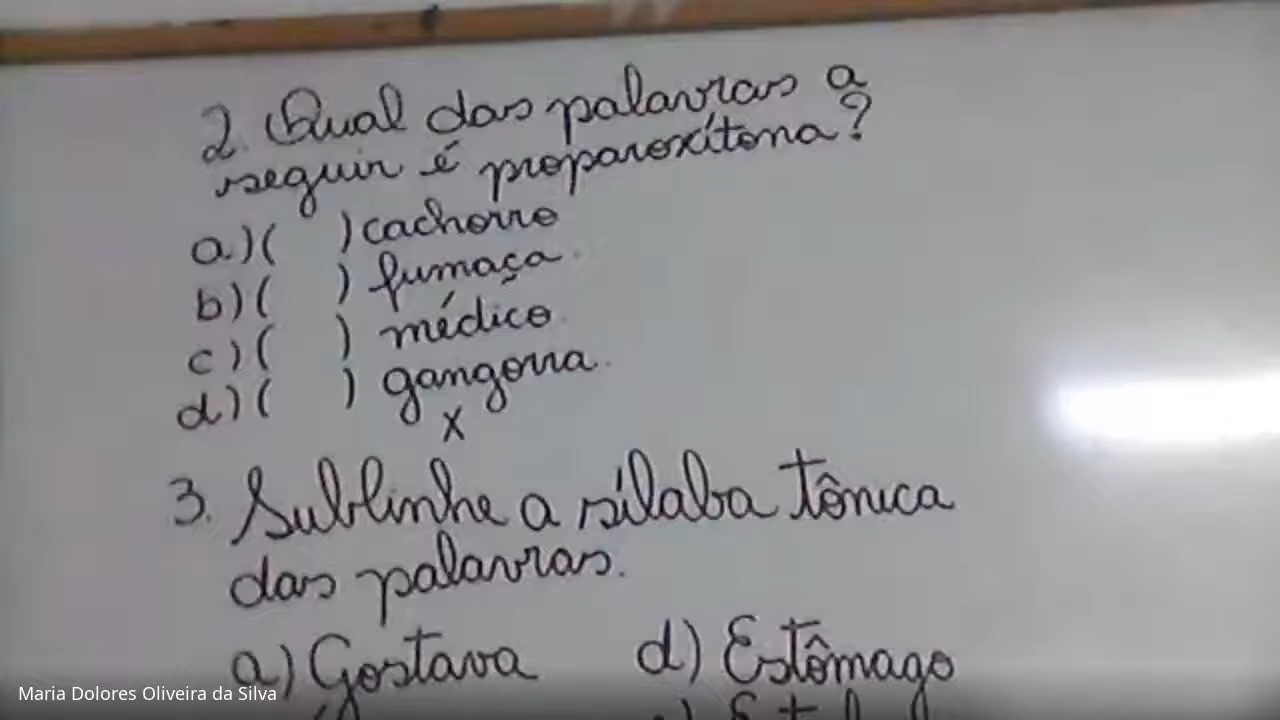 2. Qual das palavras a
seguir é proparoxítona?
a) (   ) cachorro
b) (   ) fumaça
c) (   ) médico
d) (   ) gangorra.
x
3. Sublinhe a sílaba tônica
das palavras.
a) Gostava d) Estômago
Maria Dolores Oliveira da Silva